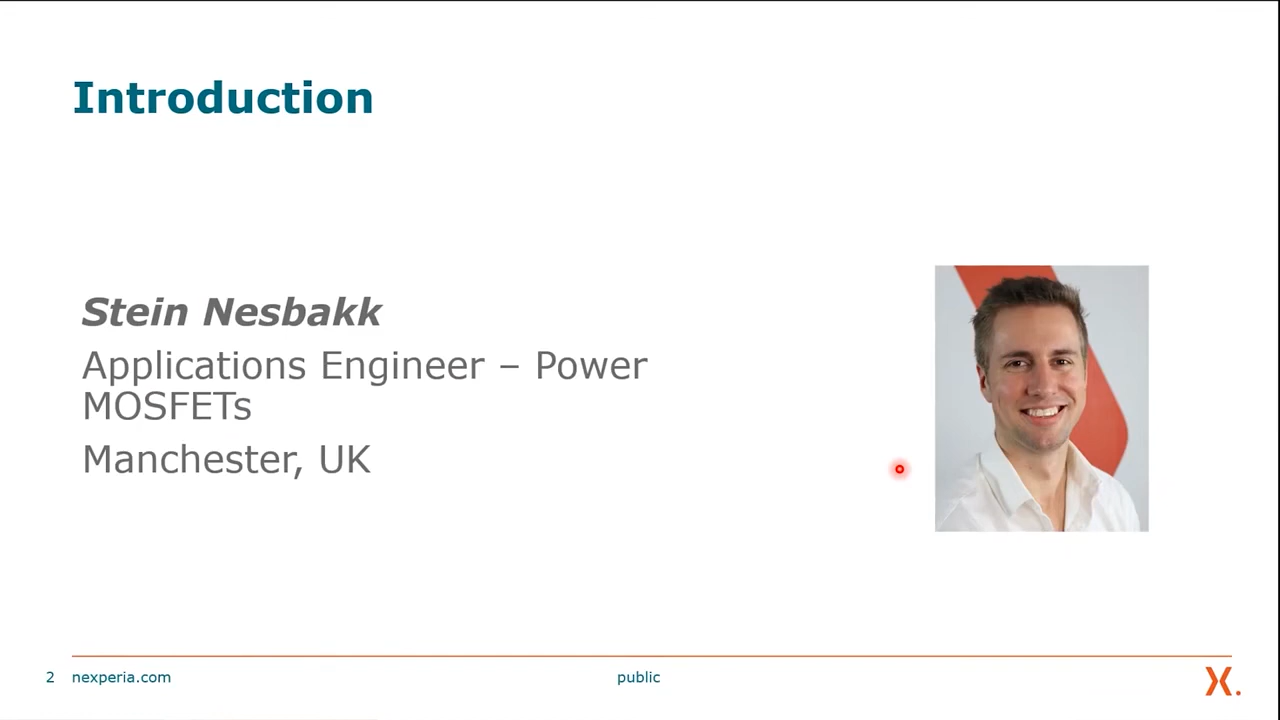 Introduction
Stein Nesbakk
Applications Engineer – Power
MOSFETs
Manchester, UK
2 nexperia.com public